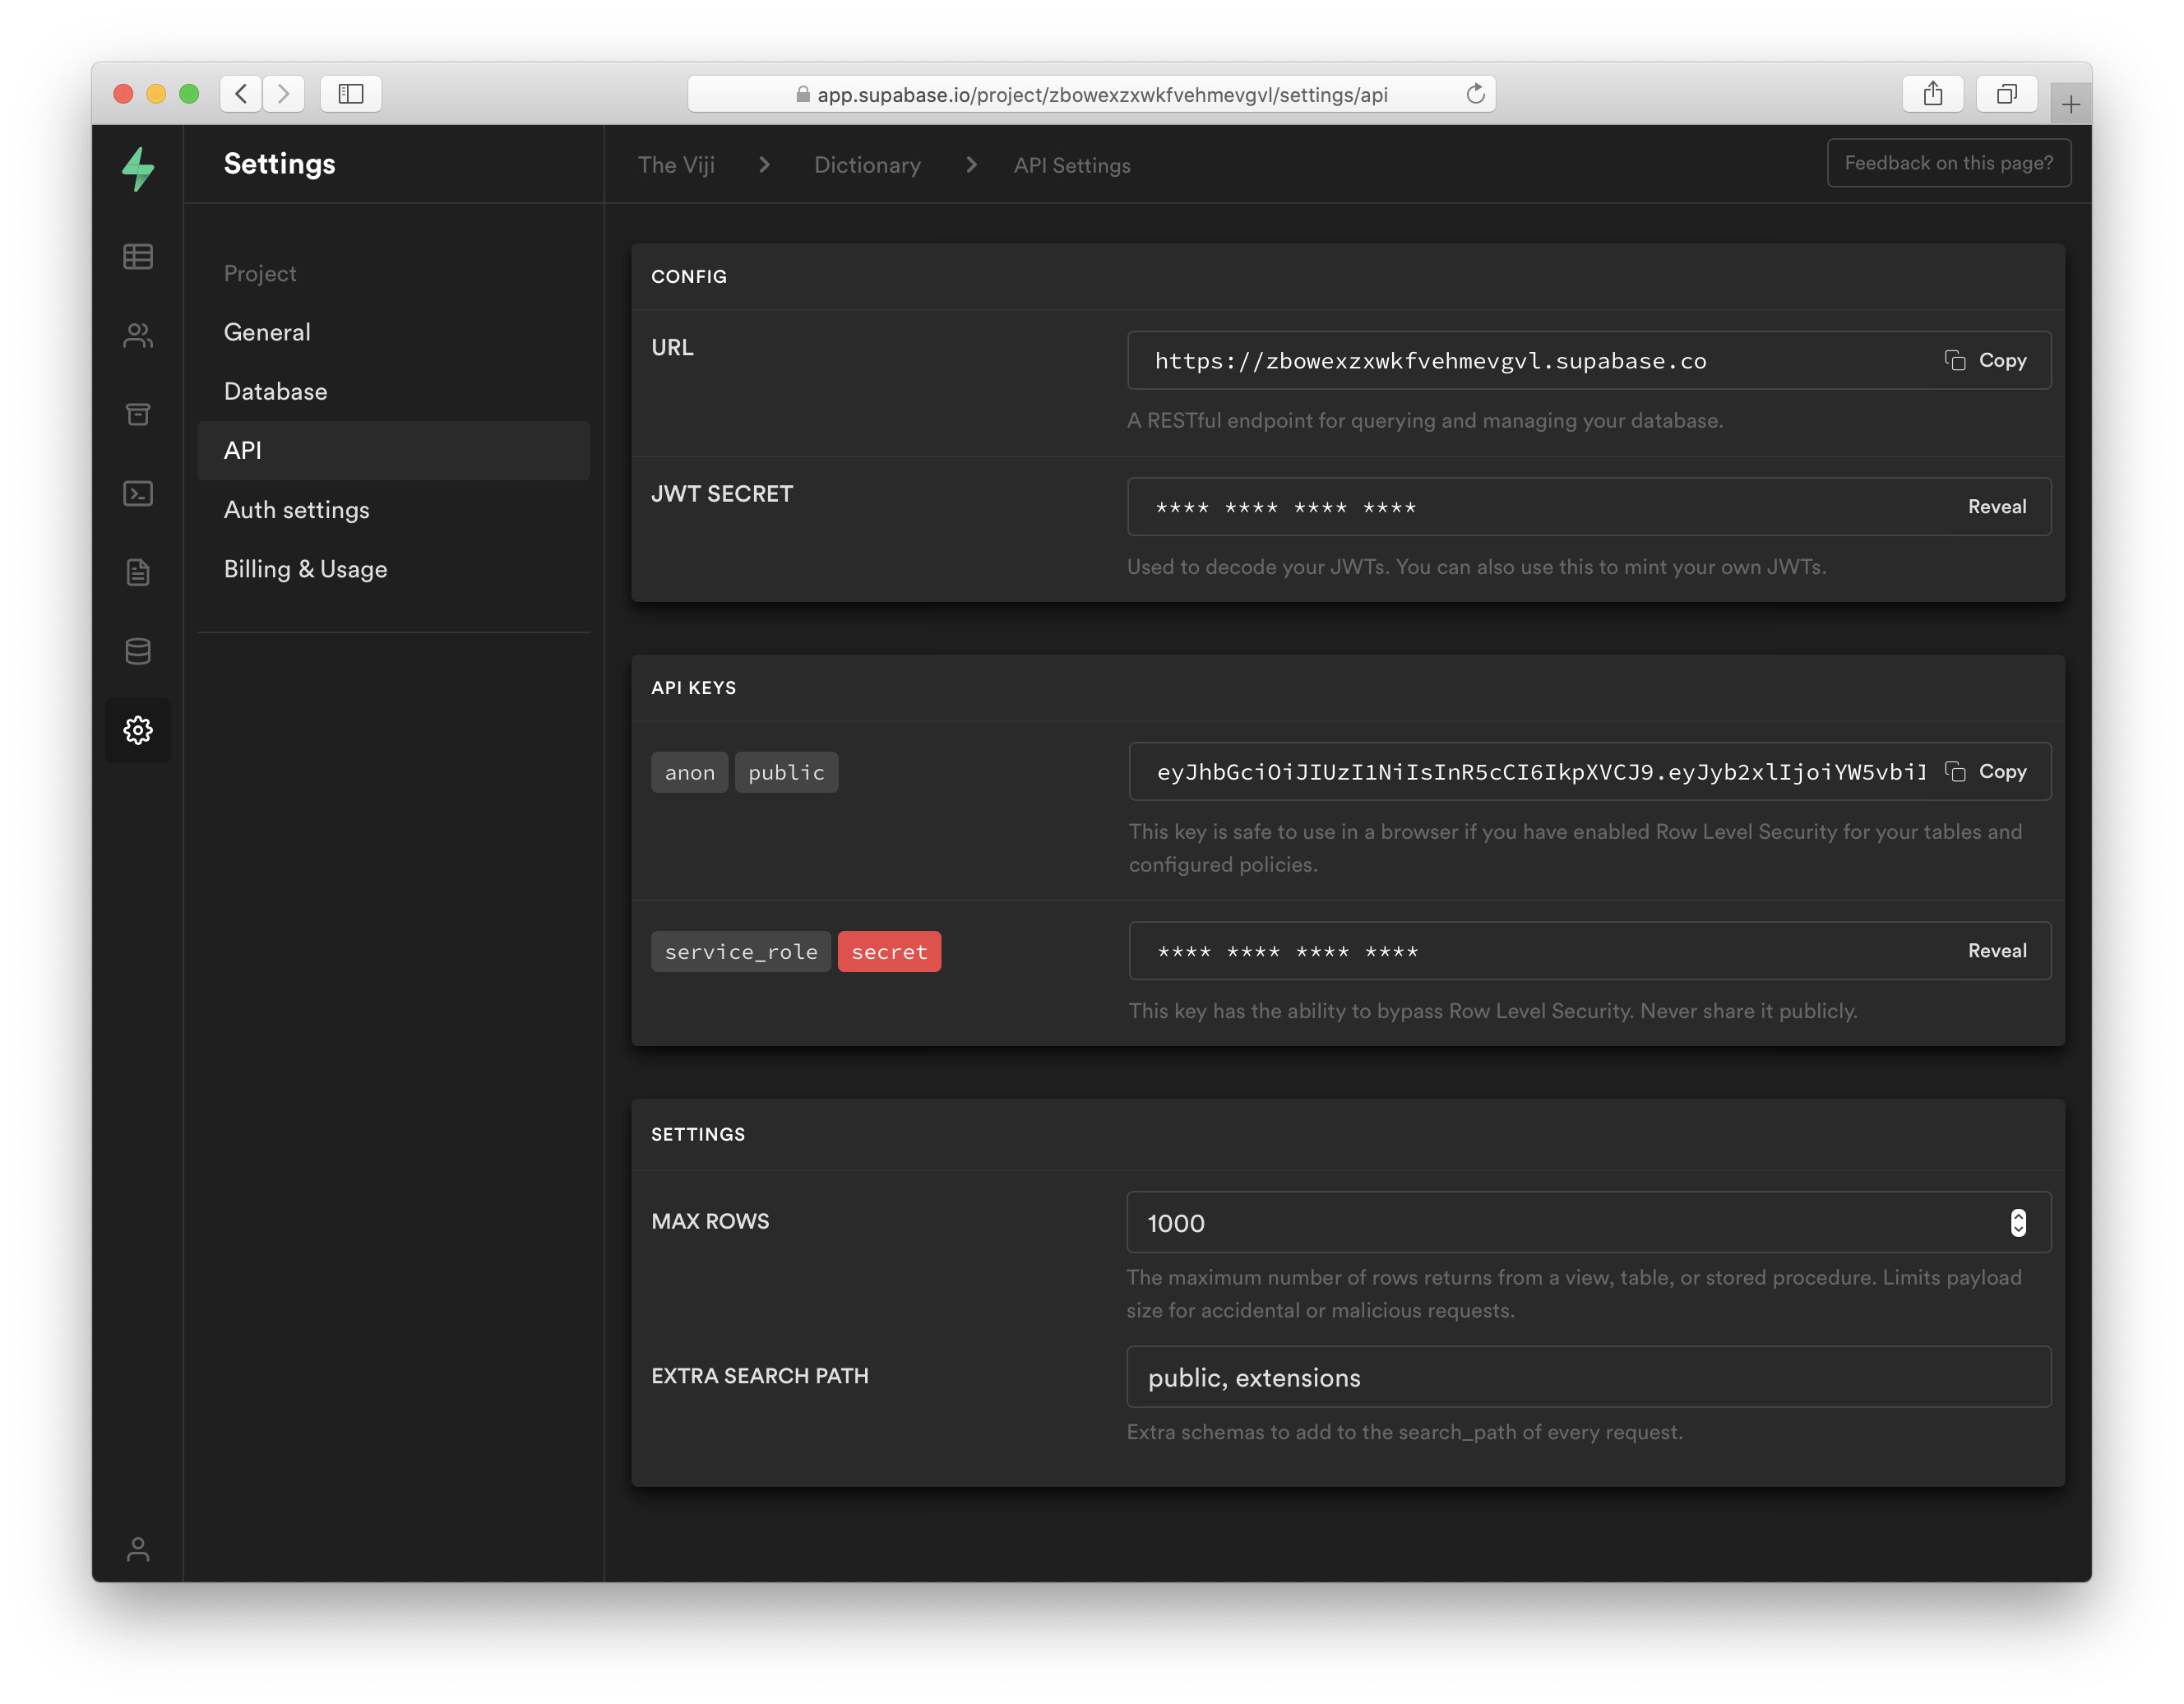 app.supabase.io/project/zbowexzxwkfvehmevgvl/settings/api
Settings
The Viji
Dictionary
API Settings
Feedback on this page?
Project
General
Database
API
Auth settings
Billing & Usage
CONFIG
URL
https://zbowexzxwkfvehmevgvl.supabase.co
Copy
A RESTful endpoint for querying and managing your database.
JWT SECRET
**** **** **** ****
Reveal
Used to decode your JWTs. You can also use this to mint your own JWTs.
API KEYS
anon public
eyJhbGciOiJIUzI1NiIsInR5cCI6IkpXVCJ9.eyJyb2xlIjoiYW5vbiI
Copy
This key is safe to use in a browser if you have enabled Row Level Security for your tables and
configured policies.
service_role secret
**** **** **** ****
Reveal
This key has the ability to bypass Row Level Security. Never share it publicly.
SETTINGS
MAX ROWS
1000
The maximum number of rows returns from a view, table, or stored procedure. Limits payload
size for accidental or malicious requests.
EXTRA SEARCH PATH
public, extensions
Extra schemas to add to the search_path of every request.